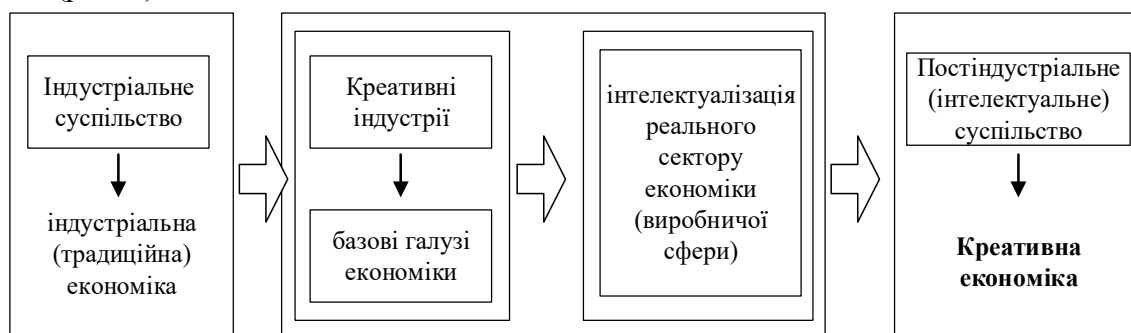 Індустріальне
суспільство
індустріальна
(традиційна)
економіка
Креативні
індустрії
базові галузі
економіки
інтелектуалізація
реального
сектору
економіки
(виробничої
сфери)
Постіндустріальне
(інтелектуальне)
суспільство
Креативна
економіка